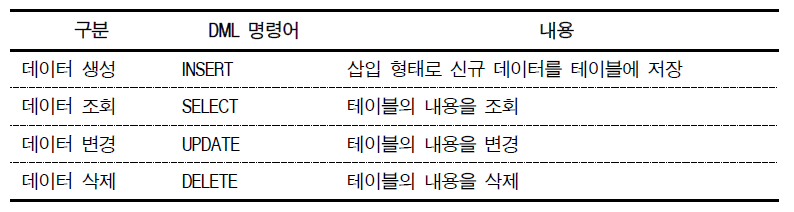 구분 DML 명령어 내용
데이터 생성 INSERT 삽입 형태로 신규 데이터를 테이블에 저장
데이터 조회 SELECT 테이블의 내용을 조회
데이터 변경 UPDATE 테이블의 내용을 변경
데이터 삭제 DELETE 테이블의 내용을 삭제